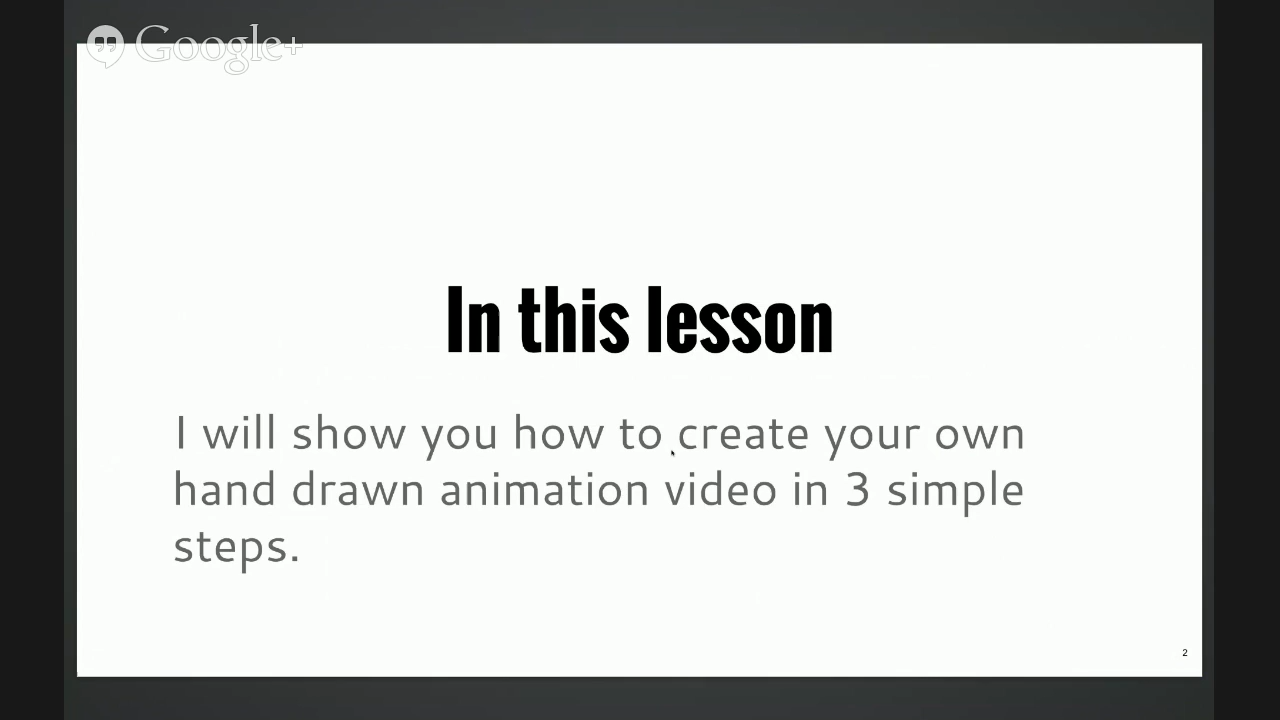 Google+
In this lesson
I will show you how to create your own
hand drawn animation video in 3 simple
steps.
2